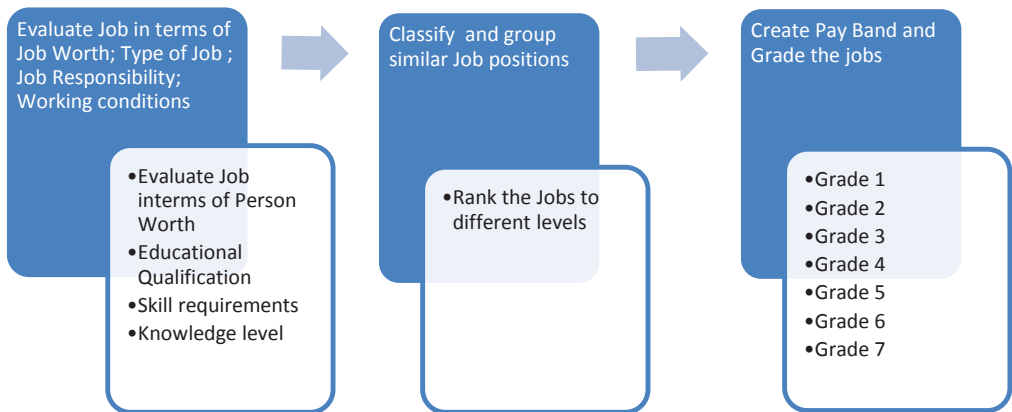 Evaluate Job in terms of
Job Worth; Type of Job ;
Job Responsibility;
Working conditions
•Evaluate Job
interms of Person
Worth
•Educational
Qualification
•Skill requirements
•Knowledge level
Classify and group
similar Job positions
•Rank the Jobs to
different levels
Create Pay Band and
Grade the jobs
•Grade 1
•Grade 2
•Grade 3
•Grade 4
•Grade 5
•Grade 6
•Grade 7